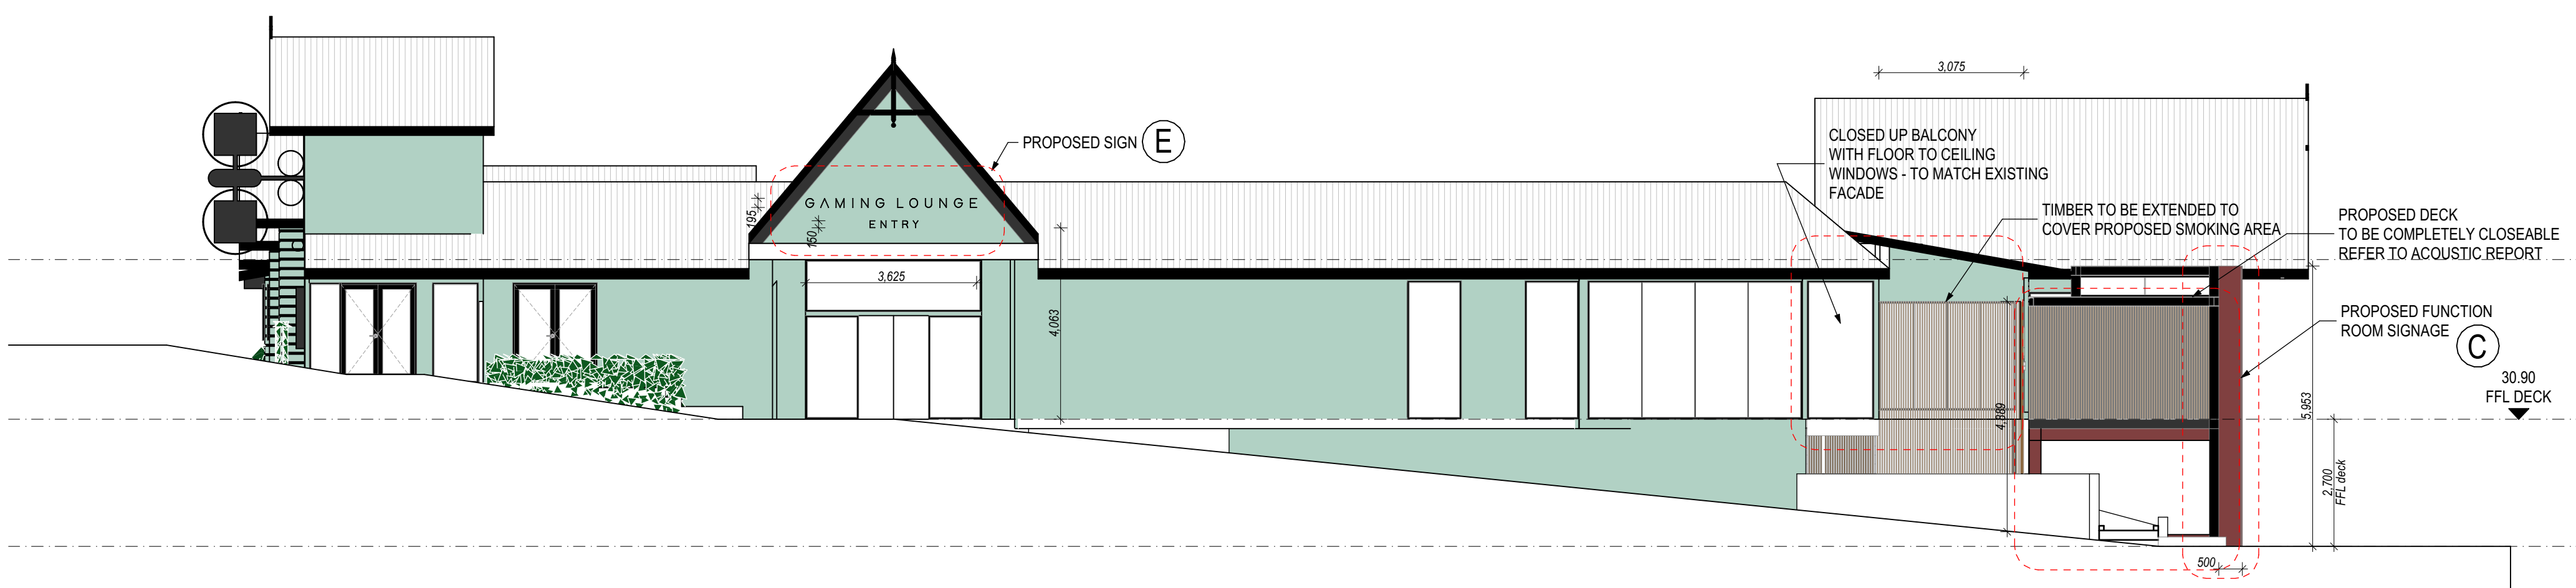 3,075
PROPOSED SIGN E
CLOSED UP BALCONY
WITH FLOOR TO CEILING
WINDOWS - TO MATCH EXISTING
FACADE
GAMING LOUNGE
ENTRY
195
150
TIMBER TO BE EXTENDED TO
COVER PROPOSED SMOKING AREA
PROPOSED DECK
TO BE COMPLETELY CLOSEABLE
REFER TO ACOUSTIC REPORT
3,625
4,063
PROPOSED FUNCTION
ROOM SIGNAGE C
30.90
FFL DECK
4,889
5,953
2,700
FFL deck
500